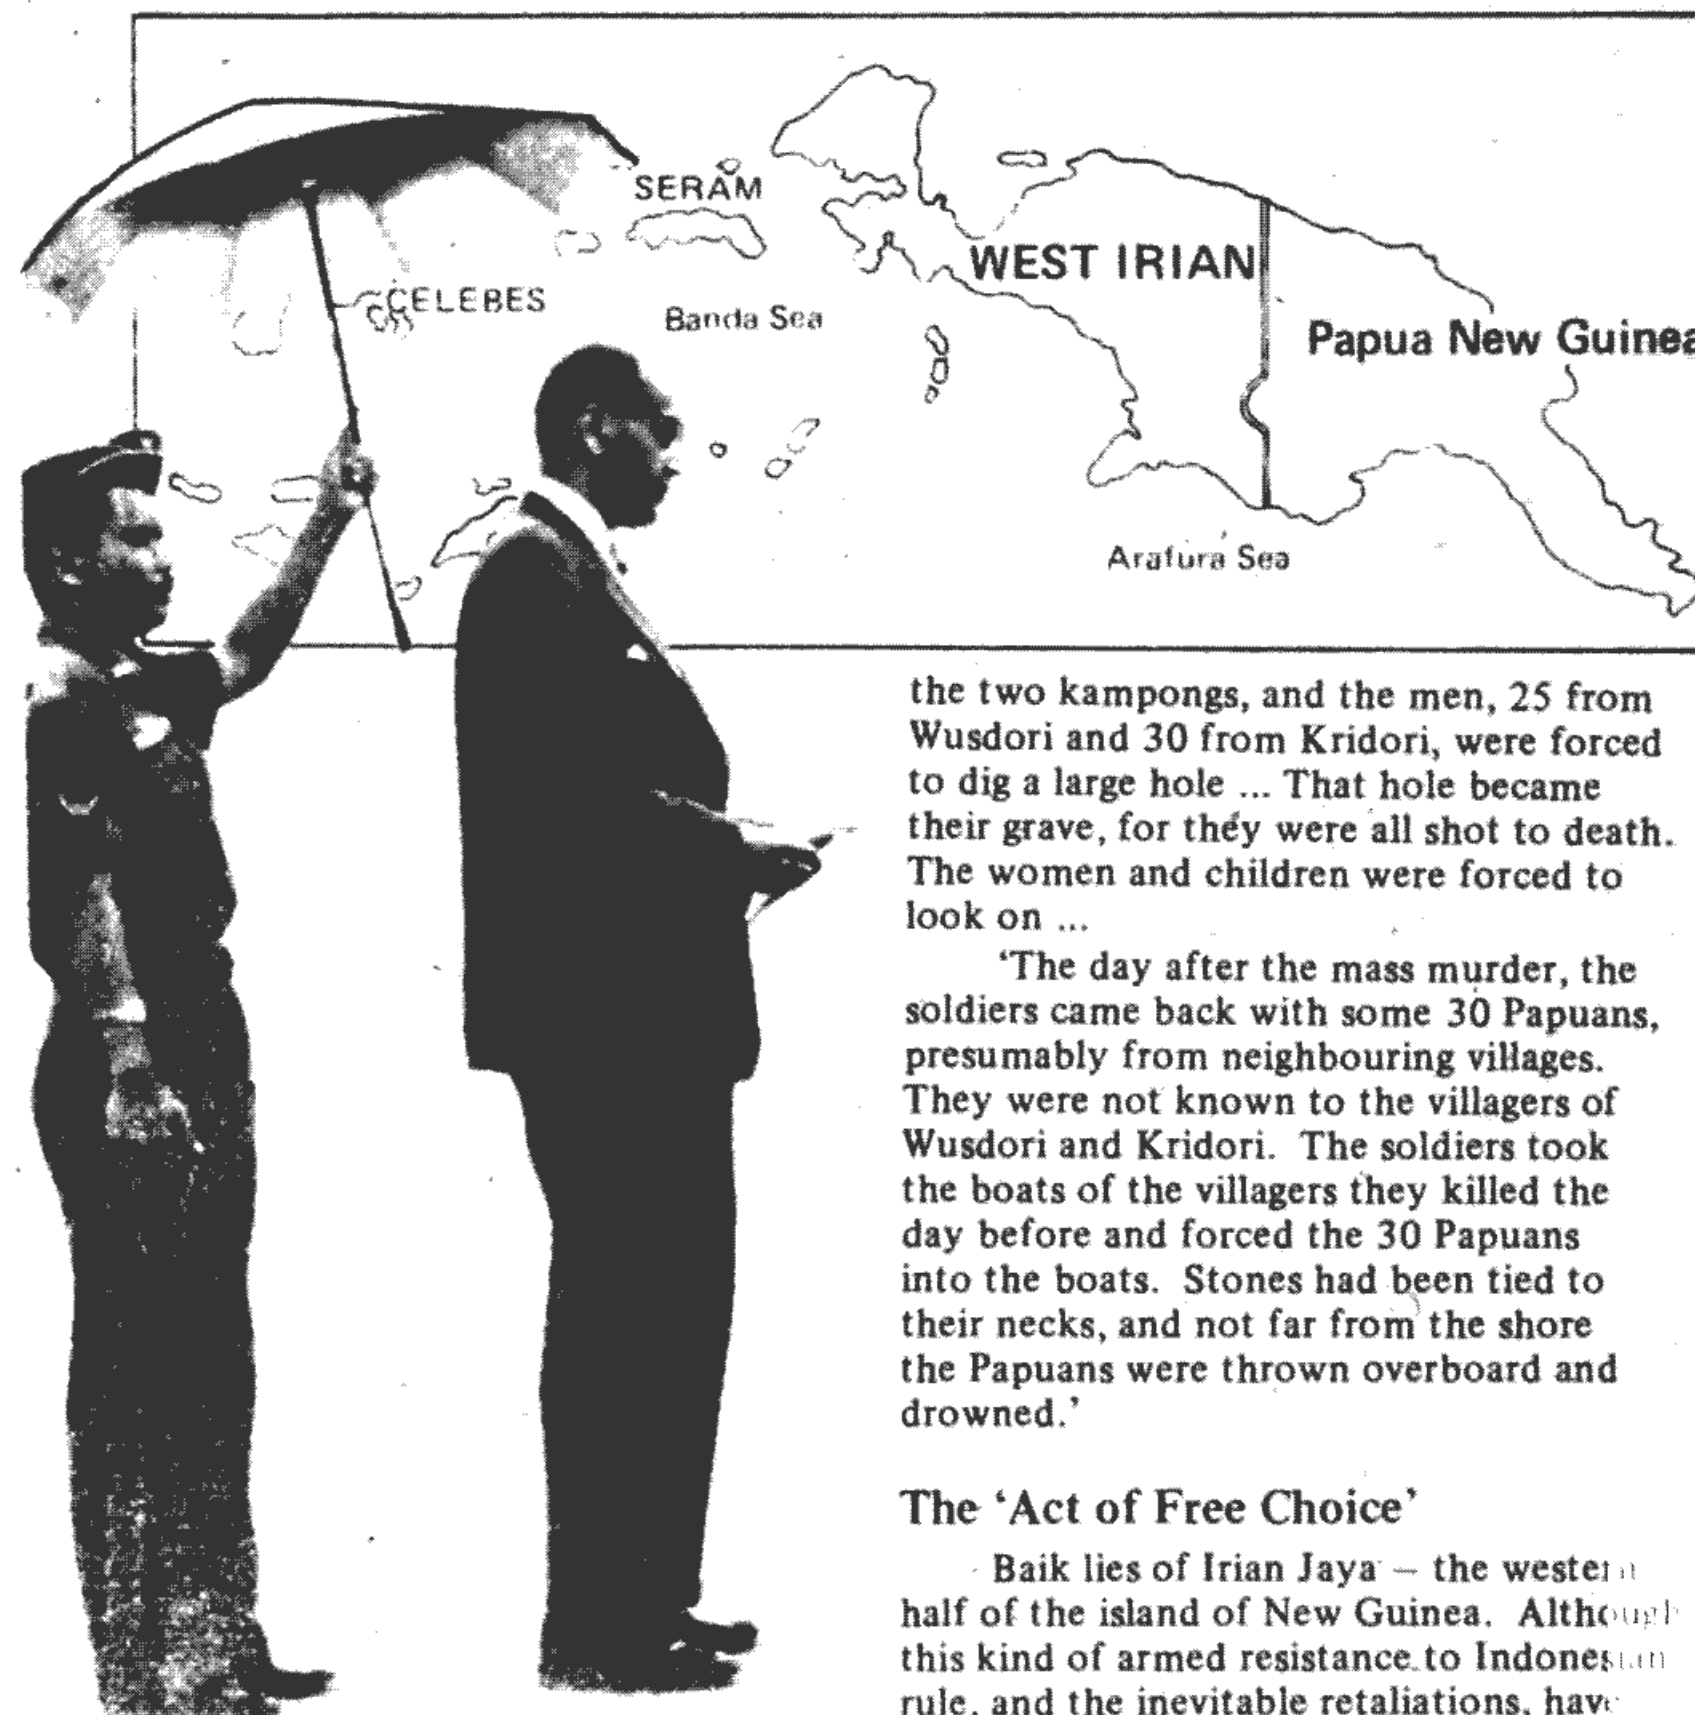 SERAM
WEST IRIAN
CELEBES
Banda Sea
Papua New Guinea
Arafura Sea
the two kampongs, and the men, 25 from
Wusdori and 30 from Kridori, were forced
to dig a large hole ... That hole became
their grave, for they were all shot to death.
The women and children were forced to
look on ...
‘The day after the mass murder, the
soldiers came back with some 30 Papuans,
presumably from neighbouring villages.
They were not known to the villagers of
Wusdori and Kridori. The soldiers took
the boats of the villagers they killed the
day before and forced the 30 Papuans
into the boats. Stones had been tied to
their necks, and not far from the shore
the Papuans were thrown overboard and
drowned.’
The ‘Act of Free Choice’
Baik lies of Irian Jaya – the western
half of the island of New Guinea. Although
this kind of armed resistance to Indonesian
rule, and the inevitable retaliations, have